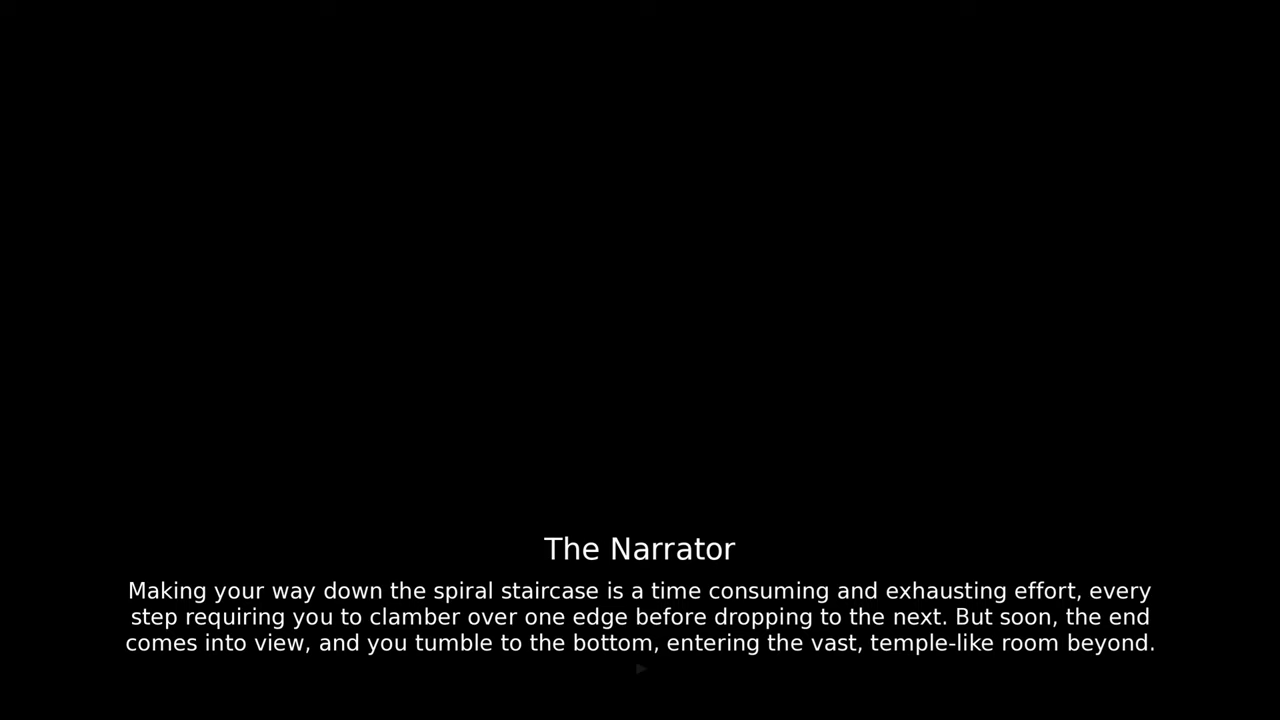 The Narrator
Making your way down the spiral staircase is a time consuming and exhausting effort, every
step requiring you to clamber over one edge before dropping to the next. But soon, the end
comes into view, and you tumble to the bottom, entering the vast, temple-like room beyond.